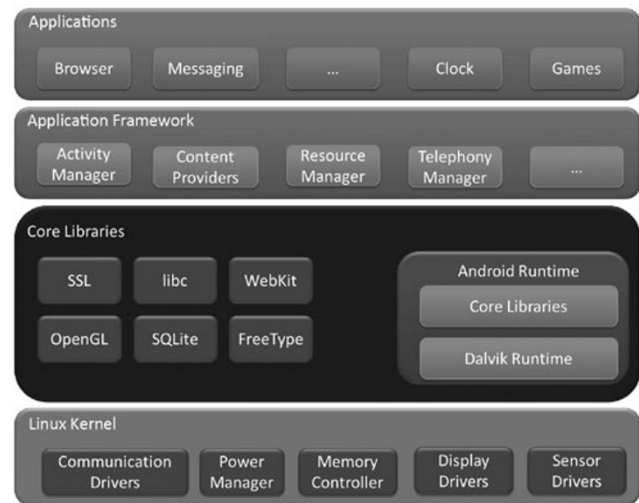 Applications
Browser
Messaging
...
Clock
Games
Application Framework
Activity
Manager
Content
Providers
Resource
Manager
Telephony
Manager
...
Core Libraries
SSL
libc
WebKit
OpenGL
SQLite
FreeType
Android Runtime
Core Libraries
Dalvik Runtime
Linux Kernel
Communication
Drivers
Power
Manager
Memory
Controller
Display
Drivers
Sensor
Drivers